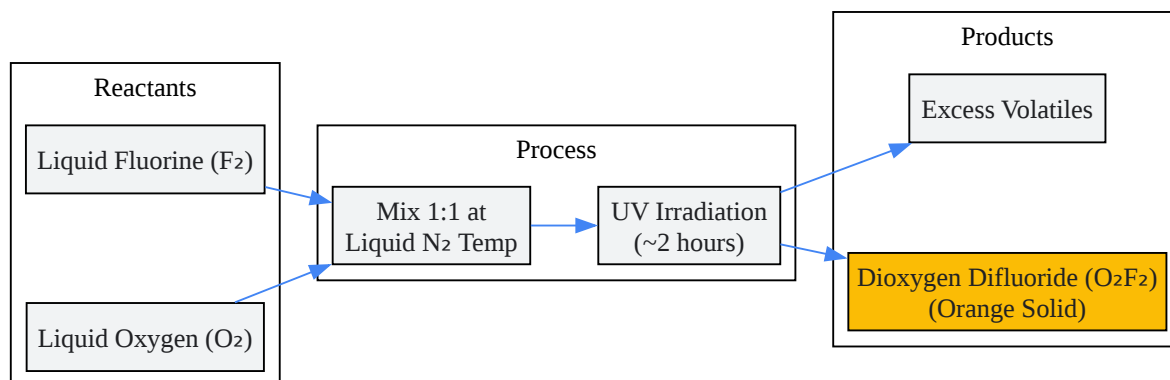 Reactants
Liquid Fluorine (F₂)
Liquid Oxygen (O₂)
Process
Mix 1:1 at
Liquid N₂ Temp
UV Irradiation
(~2 hours)
Products
Excess Volatiles
Dioxygen Difluoride (O₂F₂)
(Orange Solid)